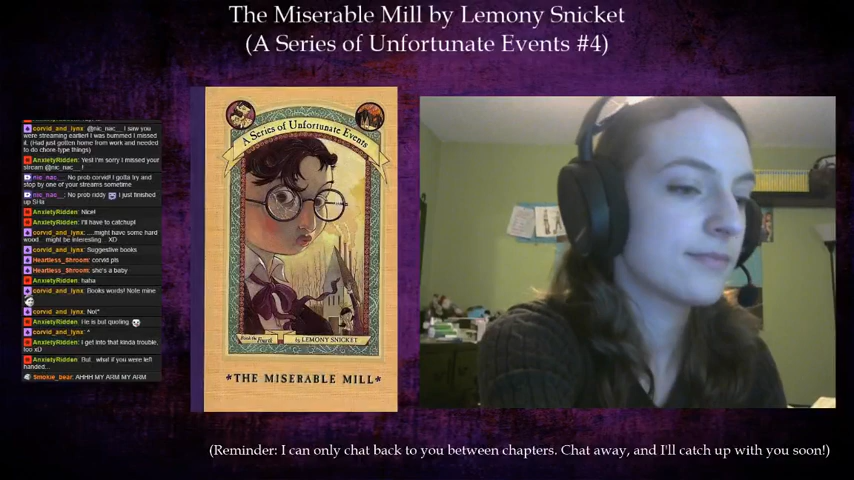 The Miserable Mill by Lemony Snicket
(A Series of Unfortunate Events #4)
corvid_and_lynx: @nic_nac__ I saw you
were streaming earlier! I was bummed I missed
it. (Had just gotten home from work and needed
to do chore-type things)
AnxietyRidden: Yes! I'm sorry I missed your
stream @nic_nac__!
nic_nac__: No prob corvid! I gotta try and
stop by one of your streams sometime
nic_nac__: No prob riddy I just finished
up
AnxietyRidden: Nice!
AnxietyRidden: I'll have to catchup!
corvid_and_lynx: ....might have some hard
wood... might be interesting... XD
corvid_and_lynx: Suggestive books
Heartless_Shroom: corvid pls
Heartless_Shroom: she's a baby
AnxietyRidden: haha
corvid_and_lynx: Books words! Note mine
corvid_and_lynx: Not*
AnxietyRidden: He is but quoting
corvid_and_lynx: ^
AnxietyRidden: I get into that kinda trouble,
too xD
AnxietyRidden: But.. what if you were left
handed...
Smokie_bear: AHHH MY ARM MY ARM
A Series of Unfortunate Events
Book the Fourth
by LEMONY SNICKET
*THE MISERABLE MILL*
(Reminder: I can only chat back to you between chapters. Chat away, and I'll catch up with you soon!)